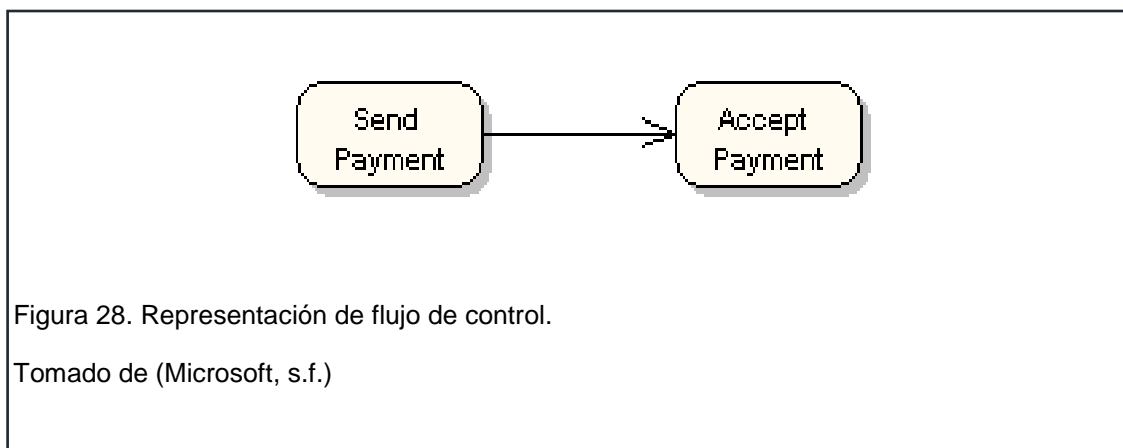 Send
Payment
Accept
Payment
Figura 28. Representación de flujo de control.
Tomado de (Microsoft, s.f.)